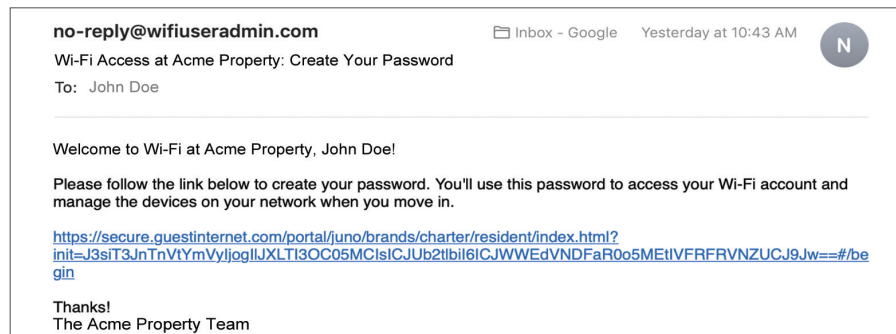 no-reply@wifiuseradmin.com Inbox - Google Yesterday at 10:43 AM
N
Wi-Fi Access at Acme Property: Create Your Password
To: John Doe
Welcome to Wi-Fi at Acme Property, John Doe!
Please follow the link below to create your password. You'll use this password to access your Wi-Fi account and
manage the devices on your network when you move in.
https://secure.guestinternet.com/portal/juno/brands/charter/resident/index.html?
init=J3siT3JnTnVtYmVyIjogIlJXLTI3OC05MCIsICJUb2tlbiI6ICJWWEdVNDFaR0o5MEtIVFRFRVNZUCJ9Jw==#/be
gin
Thanks!
The Acme Property Team